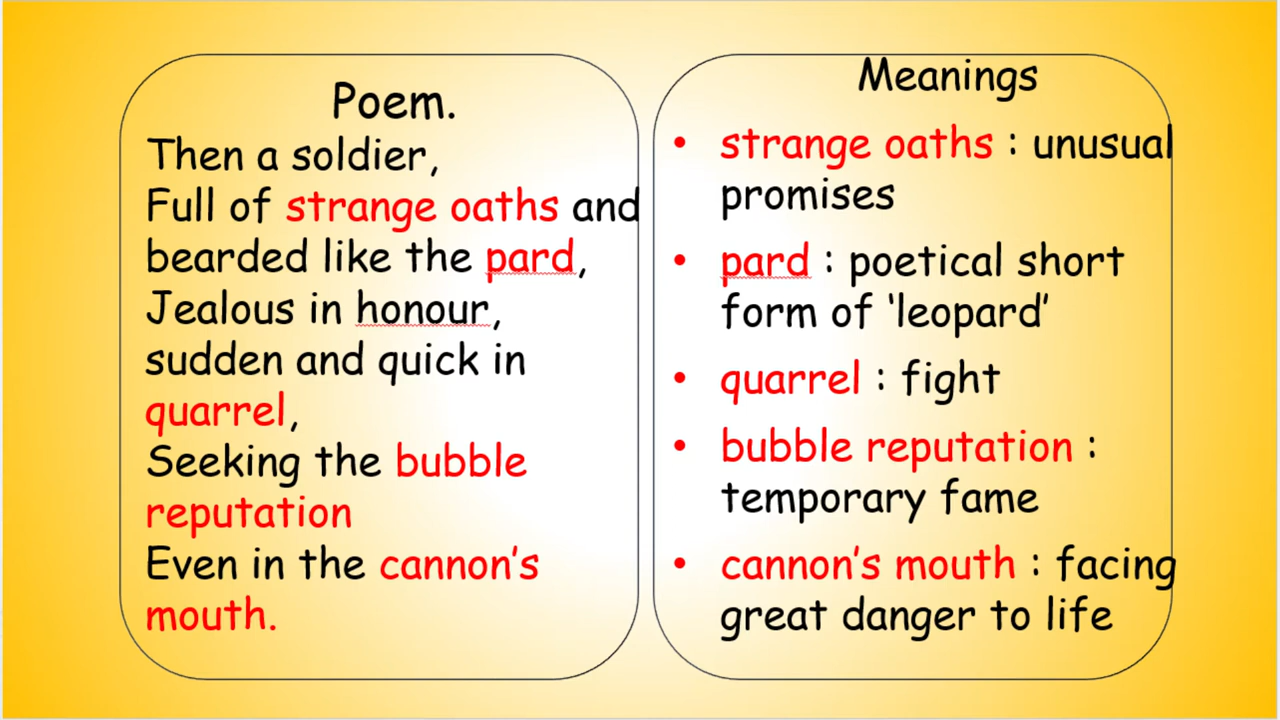 Poem.
Then a soldier,
Full of strange oaths and
bearded like the pard,
Jealous in honour,
sudden and quick in
quarrel,
Seeking the bubble
reputation
Even in the cannon's
mouth.
Meanings
• strange oaths : unusual
promises
• pard : poetical short
form of 'leopard'
• quarrel : fight
• bubble reputation :
temporary fame
• cannon's mouth : facing
great danger to life